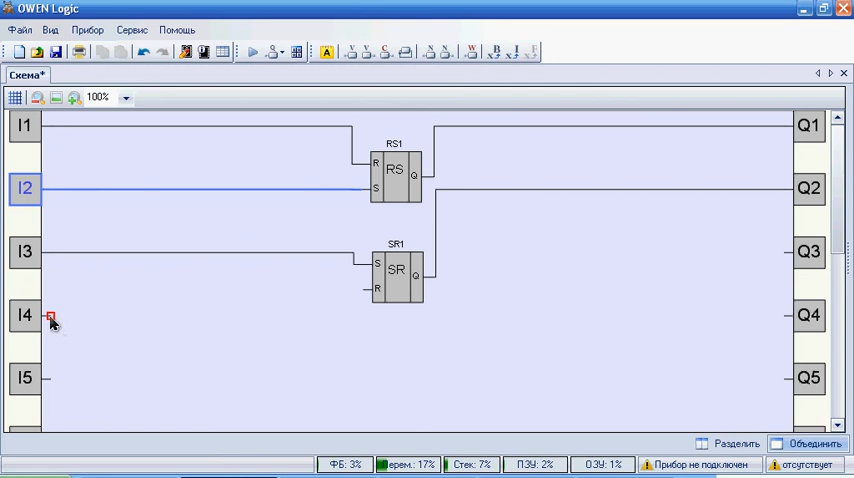 OWEN Logic
Файл Вид Прибор Сервис Помощь
A V V C N N W B I F
Схема*
100%
I1 Q1
RS1
R RS Q
S
I2 Q2
SR1
I3 Q3
S SR Q
R
I4 Q4
I5 Q5
Разделить Объединить
ФБ: 3% Перем.: 17% Стек: 7% ПЗУ: 2% ОЗУ: 1% Прибор не подключен отсутствует